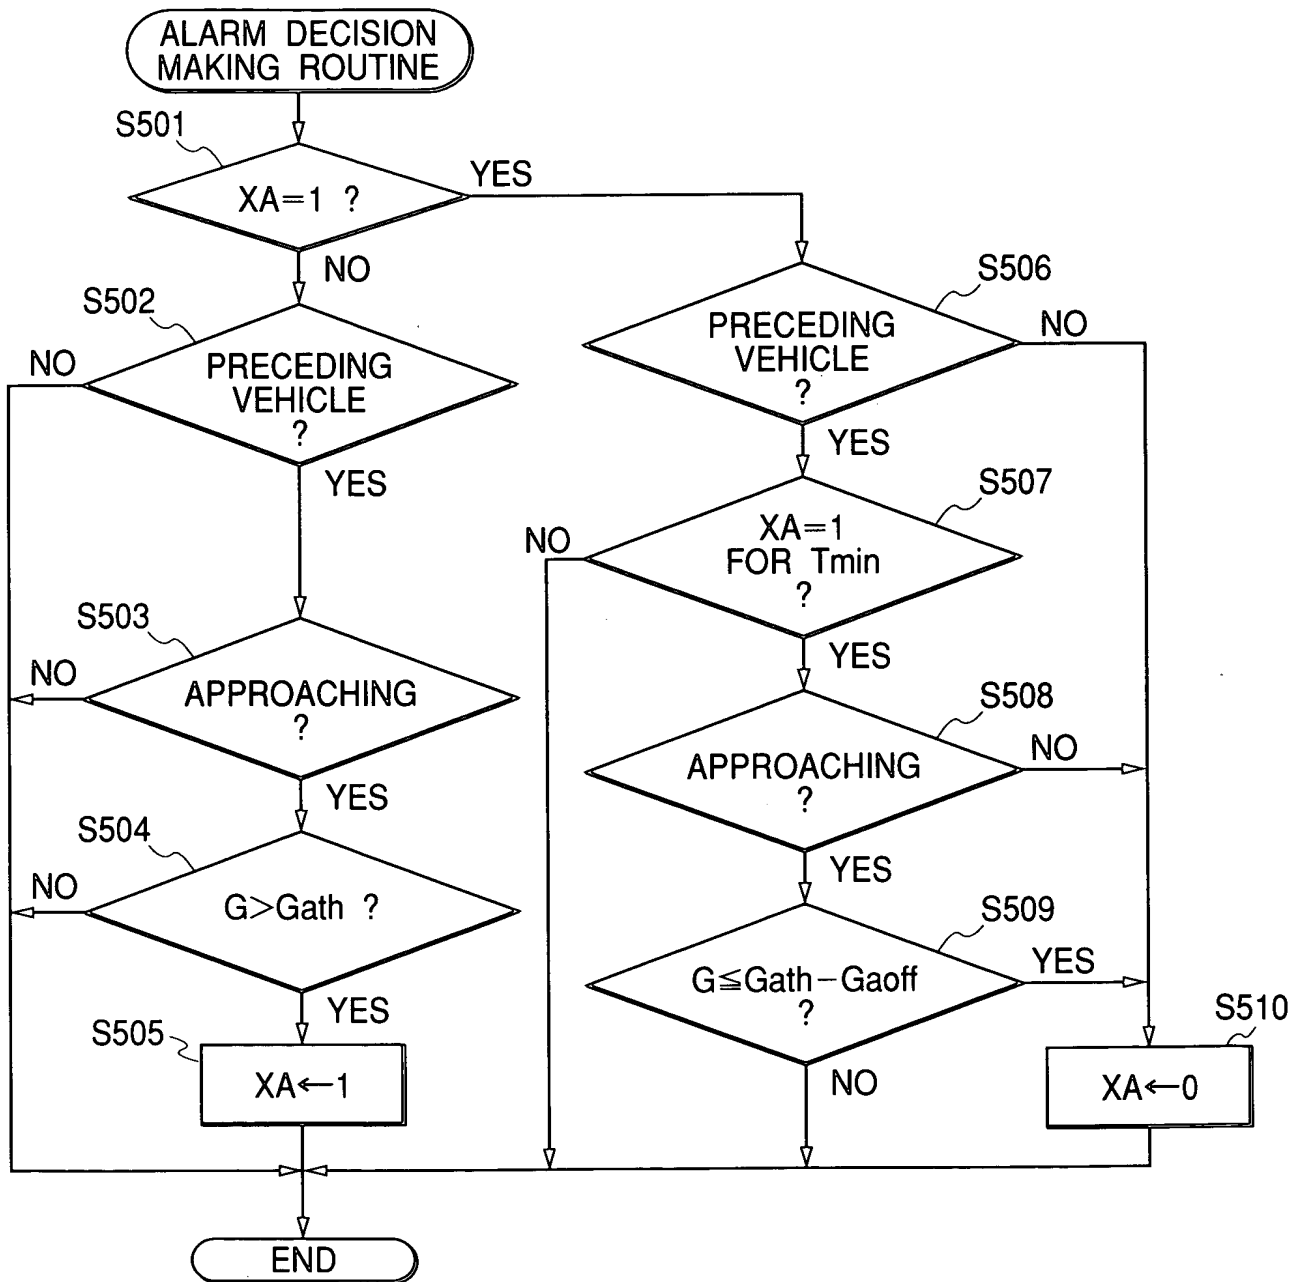 ALARM DECISION
MAKING ROUTINE
S501
XA=1 ?
YES
NO
S502
PRECEDING
VEHICLE
?
NO
YES
S503
APPROACHING
?
NO
YES
S504
G>Gath ?
NO
YES
S505
XA←1
S506
PRECEDING
VEHICLE
?
NO
YES
S507
XA=1
FOR Tmin
?
NO
YES
S508
APPROACHING
?
NO
YES
S509
G≦Gath-Gaoff
?
YES
NO
S510
XA←0
END